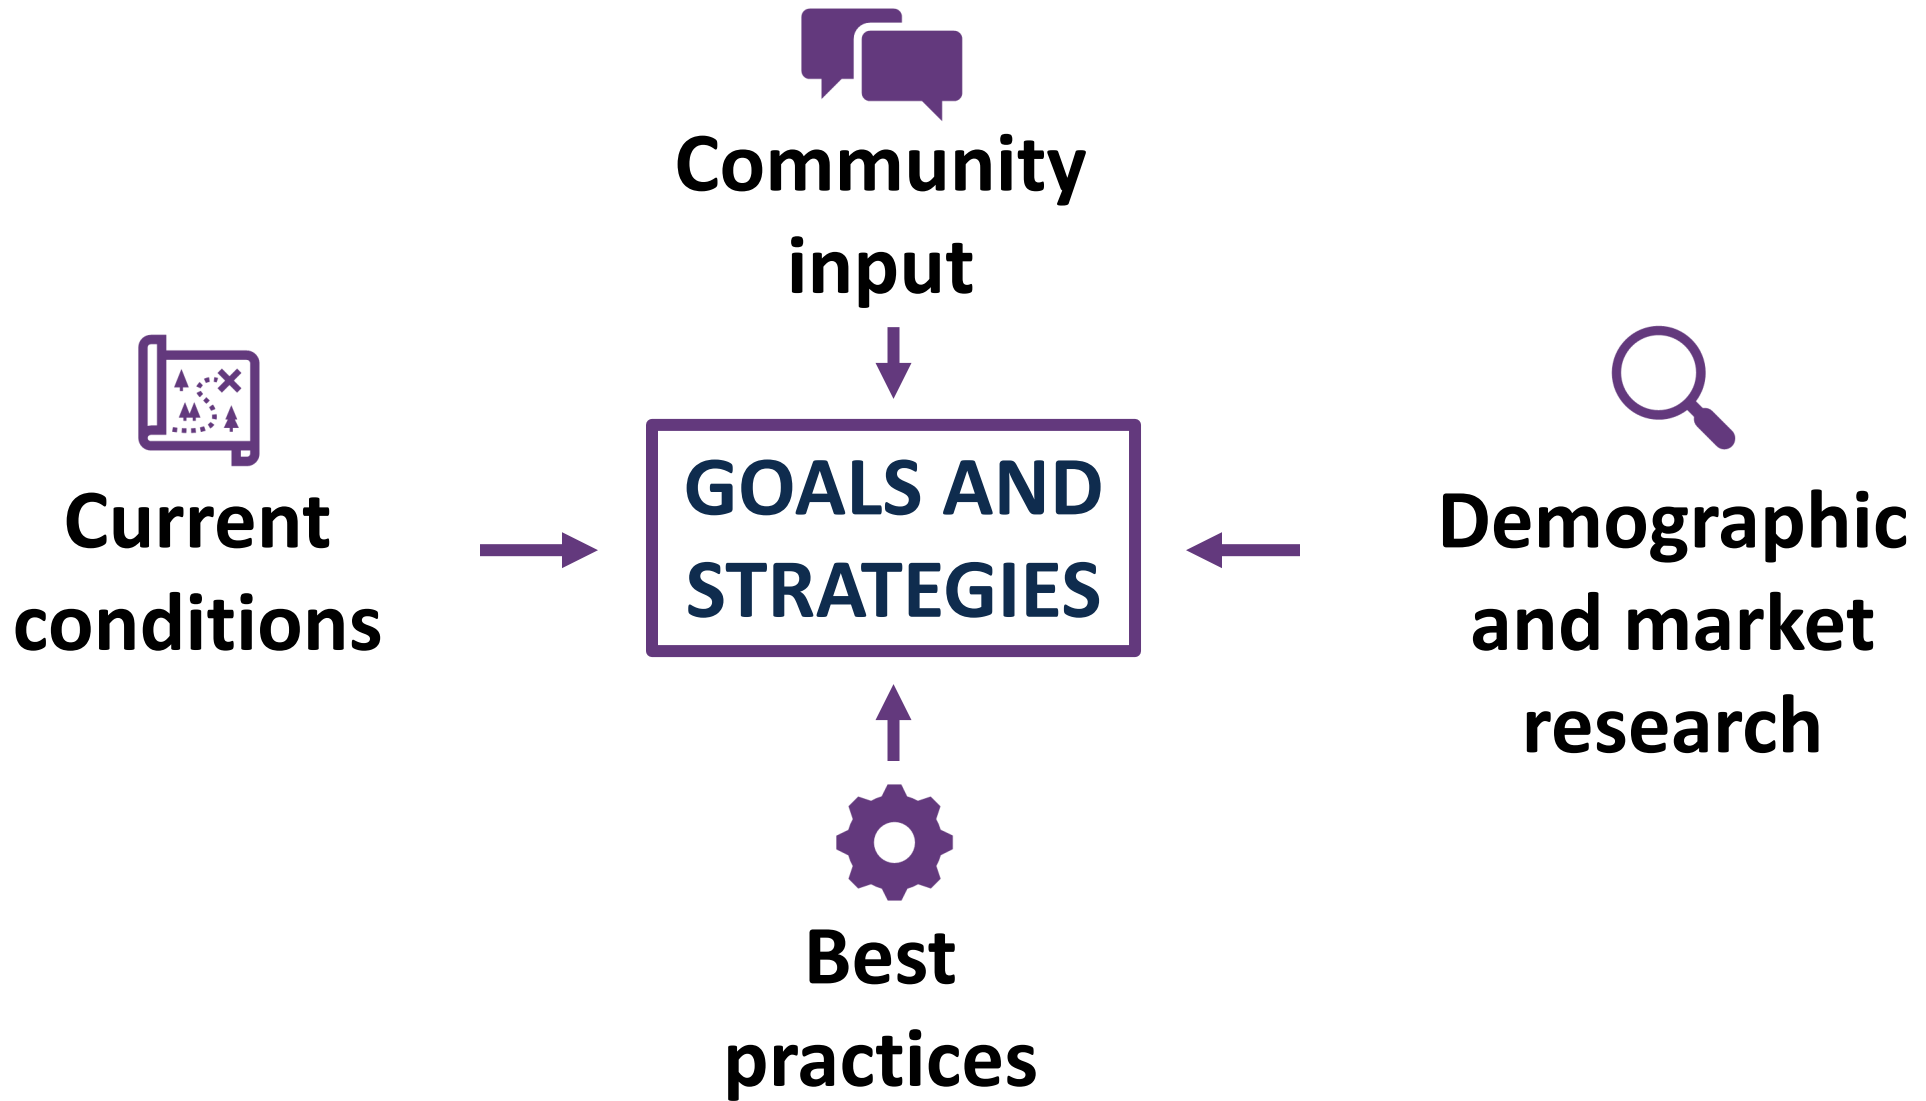 Community
input
Current
conditions
GOALS AND
STRATEGIES
Demographic
and market
research
Best
practices